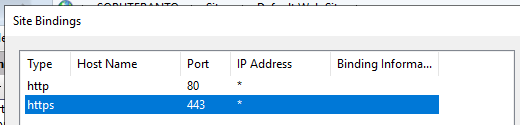 Site Bindings
Type Host Name Port IP Address Binding Informa...
http 80 *
https 443 *